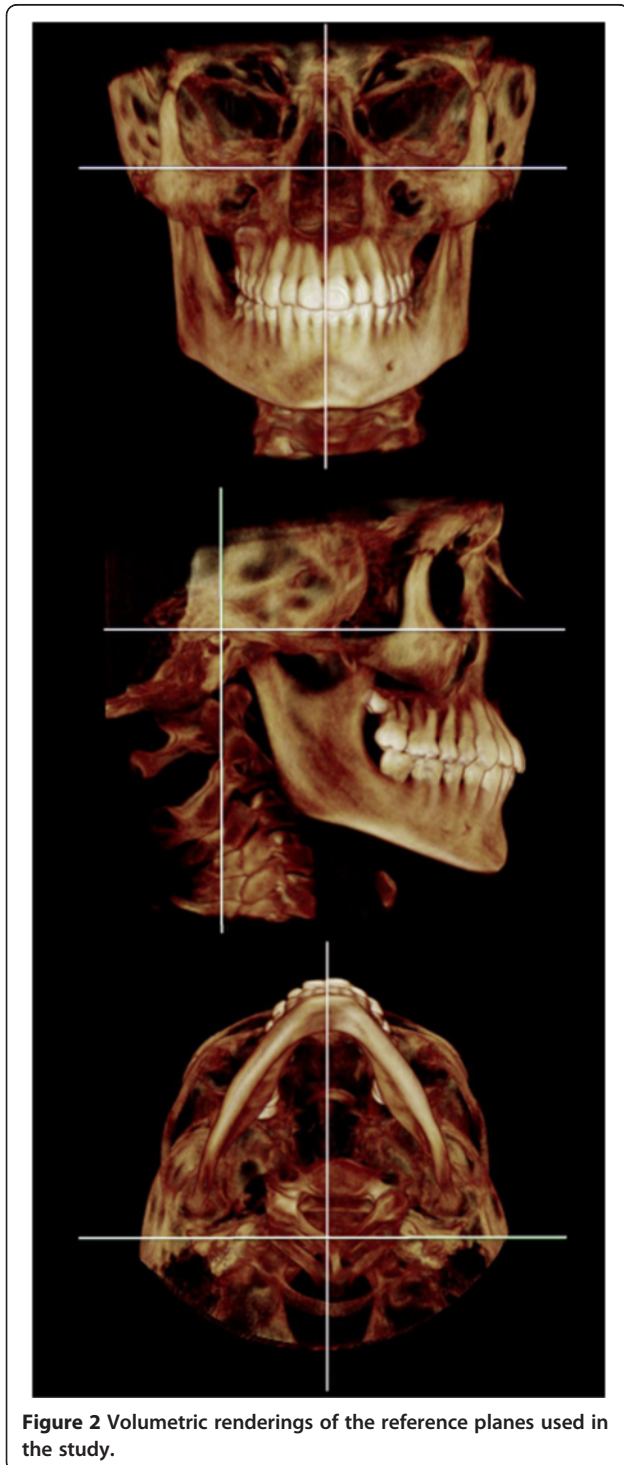 Figure 2 Volumetric renderings of the reference planes used in
the study.